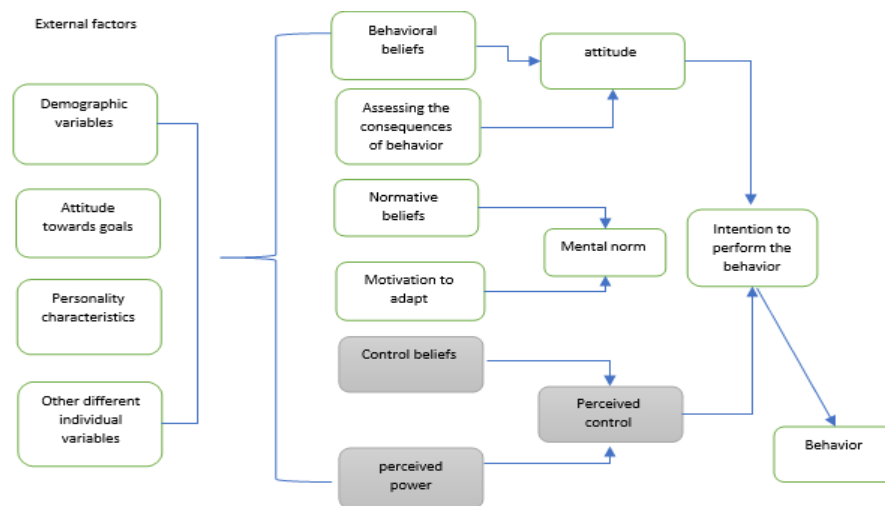 External factors
Demographic
variables
Attitude
towards goals
Personality
characteristics
Other different
individual
variables
Behavioral
beliefs
Assessing the
consequences
of behavior
Normative
beliefs
Motivation to
adapt
Control beliefs
perceived
power
attitude
Mental norm
Perceived
control
Intention to
perform the
behavior
Behavior